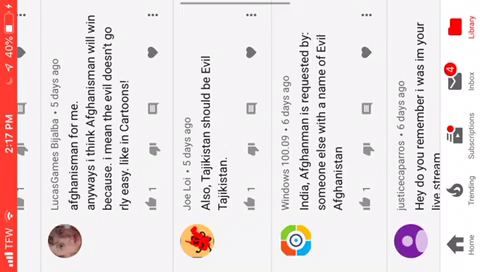 TFW
2:17 PM
40%
LucasGames Bijalba • 5 days ago
afghanisman for me.
anyways i think Afghanisman will win
because. i mean the evil doesn't go
rly easy. like in Cartoons!
1
Joe Loi • 5 days ago
Also, Tajikistan should be Evil
Tajikistan.
1
Windows 100.09 • 6 days ago
India, Afghanman is requested by:
someone else with a name of Evil
Afghanistan
1
justicecaparros • 6 days ago
Hey do you remember i was im your
live stream
Home
Trending
Subscriptions
4
Inbox
Library